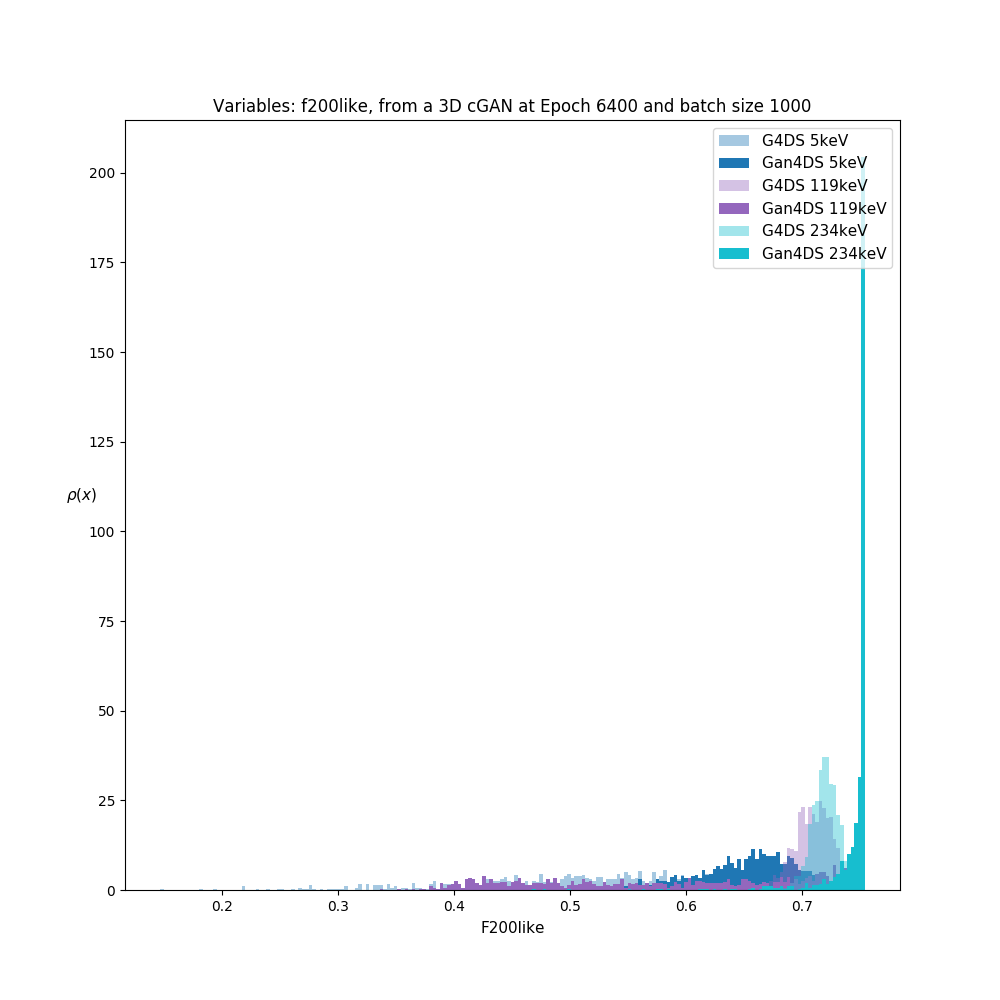 Variables: f200like, from a 3D cGAN at Epoch 6400 and batch size 1000
G4DS 5keV
Gan4DS 5keV
G4DS 119keV
Gan4DS 119keV
G4DS 234keV
Gan4DS 234keV
200
175
150
125
100
75
50
25
0
ρ(x)
0.2 0.3 0.4 0.5 0.6 0.7
F200like